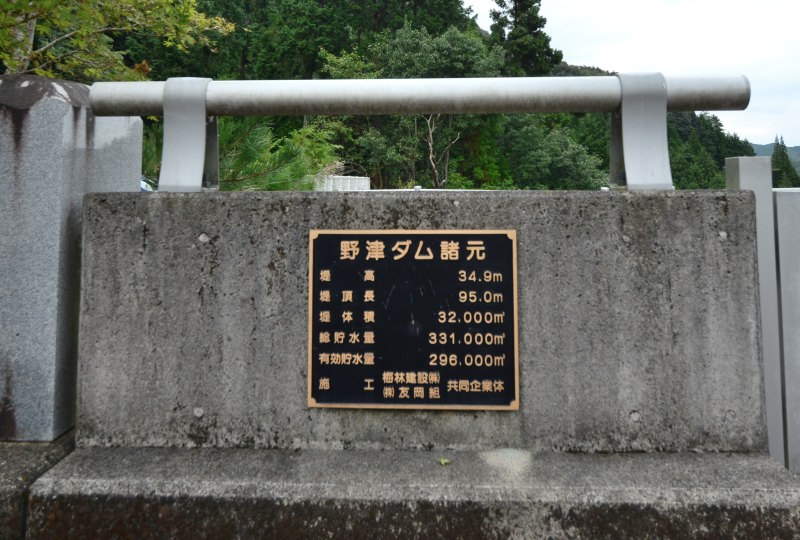 野津ダム諸元
堤高 34.9m
堤頂長 95.0m
堤体積 32.000㎥
総貯水量 331.000㎥
有効貯水量 296.000㎥
施工 梅林建設㈱ 共同企業体
㈱友岡組